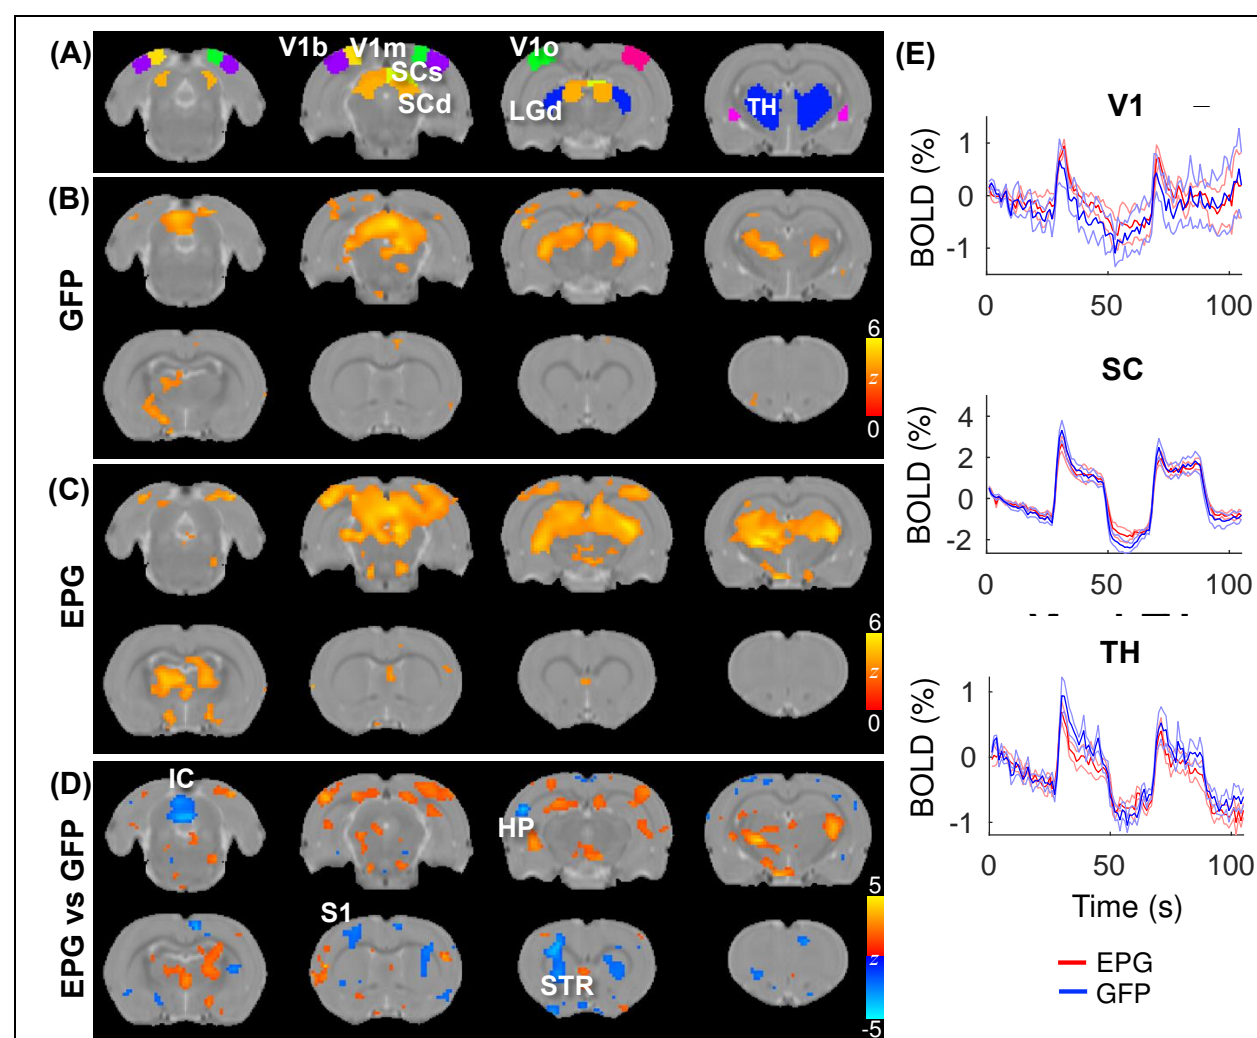 (A)
V1b V1m V1o
SCs
SCd LGd TH
(B)
GFP
6
z
0
(C)
EPG
6
z
0
(D)
EPG vs GFP
IC
HP
S1
STR
5
z
-5
(E)
V1
BOLD (%)
1
0
-1
0 50 100
SC
BOLD (%)
4
2
0
-2
0 50 100
TH
BOLD (%)
1
0
-1
0 50 100
Time (s)
EPG
GFP